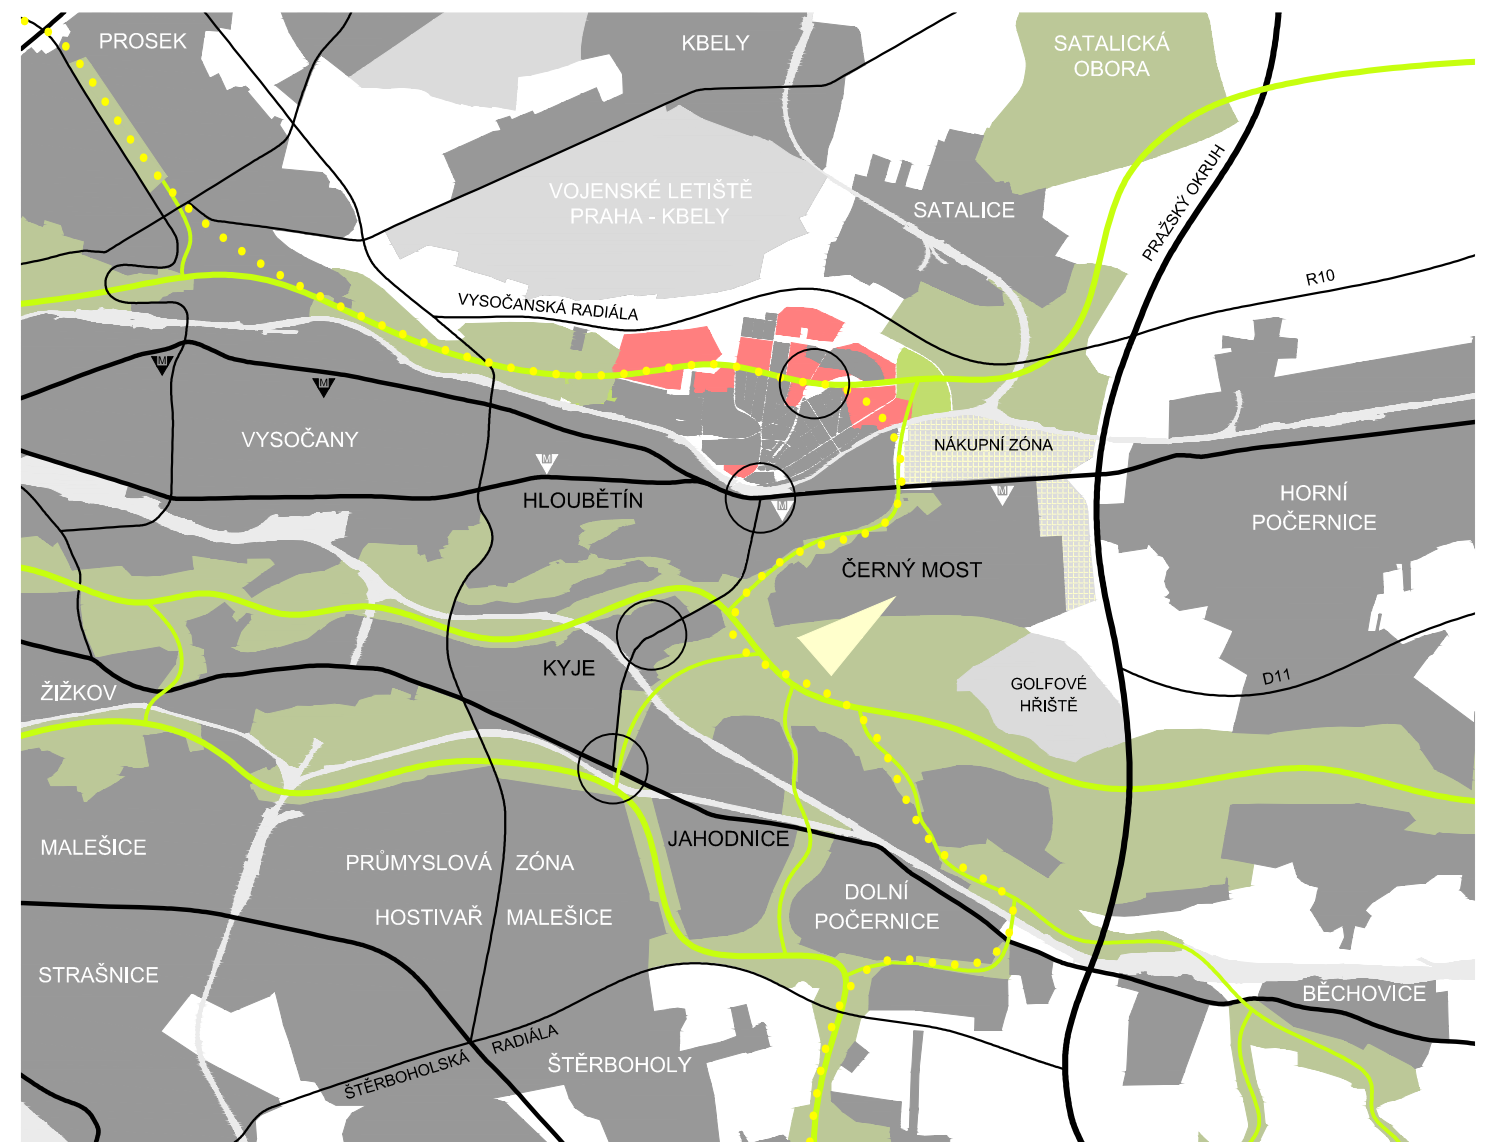 PROSEK
KBELY
SATALICKÁ
OBORA
VOJENSKÉ LETIŠTĚ
PRAHA - KBELY
SATALICE
PRAŽSKÝ OKRUH
R10
VYSOČANSKÁ RADIÁLA
M
M
VYSOČANY
NÁKUPNÍ ZÓNA
M
HLOUBĚTÍN
M
M
HORNÍ
POČERNICE
ČERNÝ MOST
KYJE
ŽIŽKOV
GOLFOVÉ
HŘIŠTĚ
D11
MALEŠICE
JAHODNICE
PRŮMYSLOVÁ ZÓNA
HOSTIVAŘ MALEŠICE
DOLNÍ
POČERNICE
STRAŠNICE
BĚCHOVICE
ŠTĚRBOHOLSKÁ RADIÁLA
ŠTĚRBOHOLY